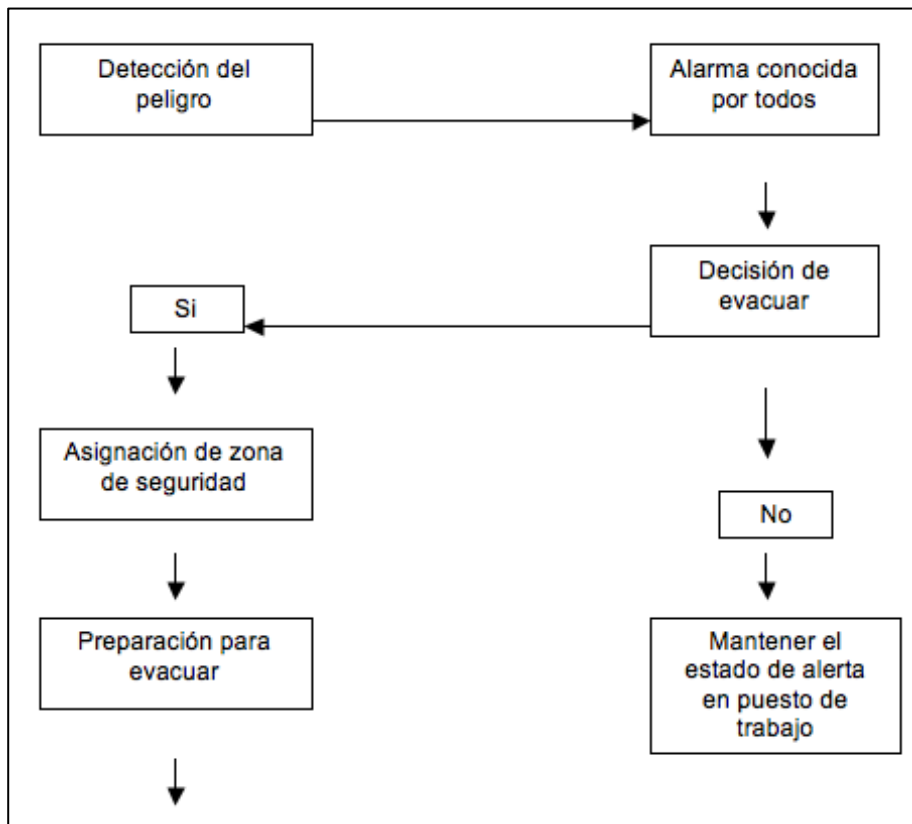 Detección del
peligro
Alarma conocida
por todos
Decisión de
evacuar
Si
Asignación de zona
de seguridad
No
Preparación para
evacuar
Mantener el
estado de alerta
en puesto de
trabajo